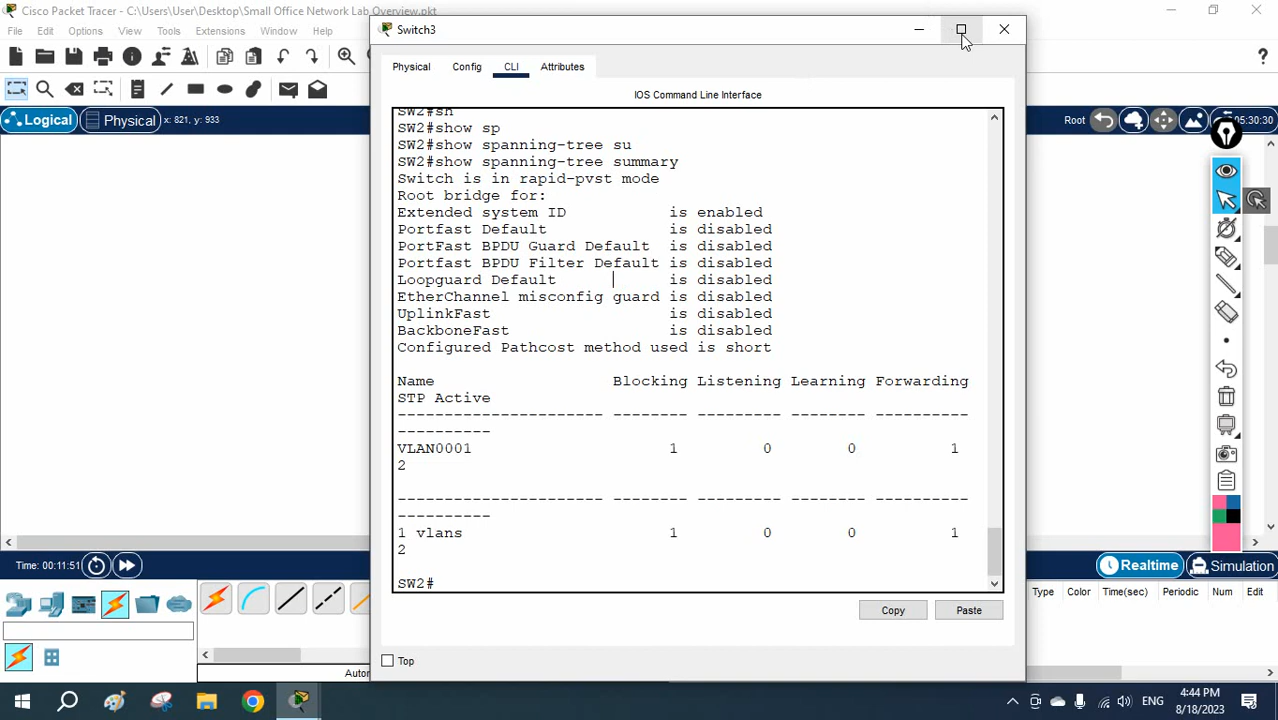 Cisco Packet Tracer - C:\Users\User\Desktop\Small Office Network Lab Overview.pkt
File Edit Options View Tools Extensions Window Help
Logical Physical x: 821, y: 933
Root 05:30:30
Switch3
Physical Config CLI Attributes
IOS Command Line Interface
SW2#sh
SW2#show sp
SW2#show spanning-tree su
SW2#show spanning-tree summary
Switch is in rapid-pvst mode
Root bridge for:
Extended system ID is enabled
Portfast Default is disabled
PortFast BPDU Guard Default is disabled
Portfast BPDU Filter Default is disabled
Loopguard Default is disabled
EtherChannel misconfig guard is disabled
UplinkFast is disabled
BackboneFast is disabled
Configured Pathcost method used is short
Name Blocking Listening Learning Forwarding
STP Active
---------------------- -------- --------- -------- ----------
----------
VLAN0001 1 0 0 1
2
---------------------- -------- --------- -------- ----------
----------
1 vlans 1 0 0 1
2
SW2#
Copy Paste
Top
Time: 00:11:51
Realtime Simulation
Type Color Time(sec) Periodic Num Edit
ENG
4:44 PM
8/18/2023